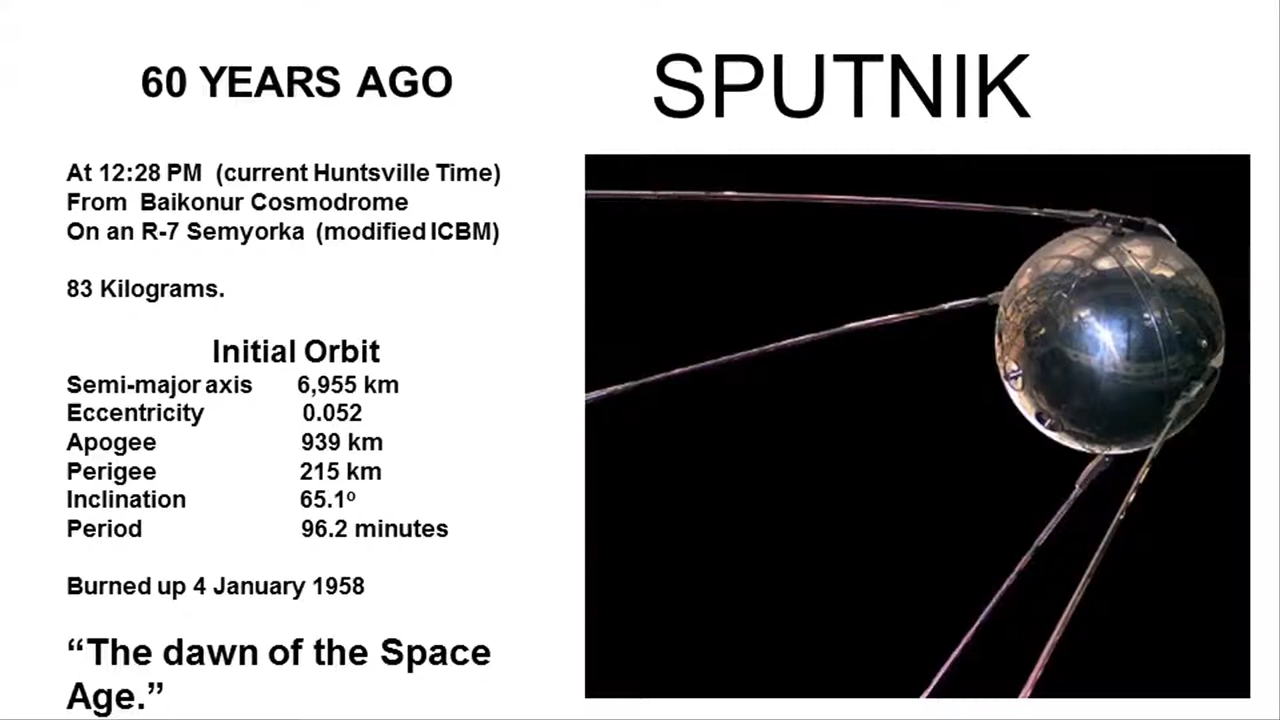 60 YEARS AGO
SPUTNIK
At 12:28 PM (current Huntsville Time)
From Baikonur Cosmodrome
On an R-7 Semyorka (modified ICBM)
83 Kilograms.
Initial Orbit
Semi-major axis 6,955 km
Eccentricity 0.052
Apogee 939 km
Perigee 215 km
Inclination 65.1º
Period 96.2 minutes
Burned up 4 January 1958
“The dawn of the Space
Age.”